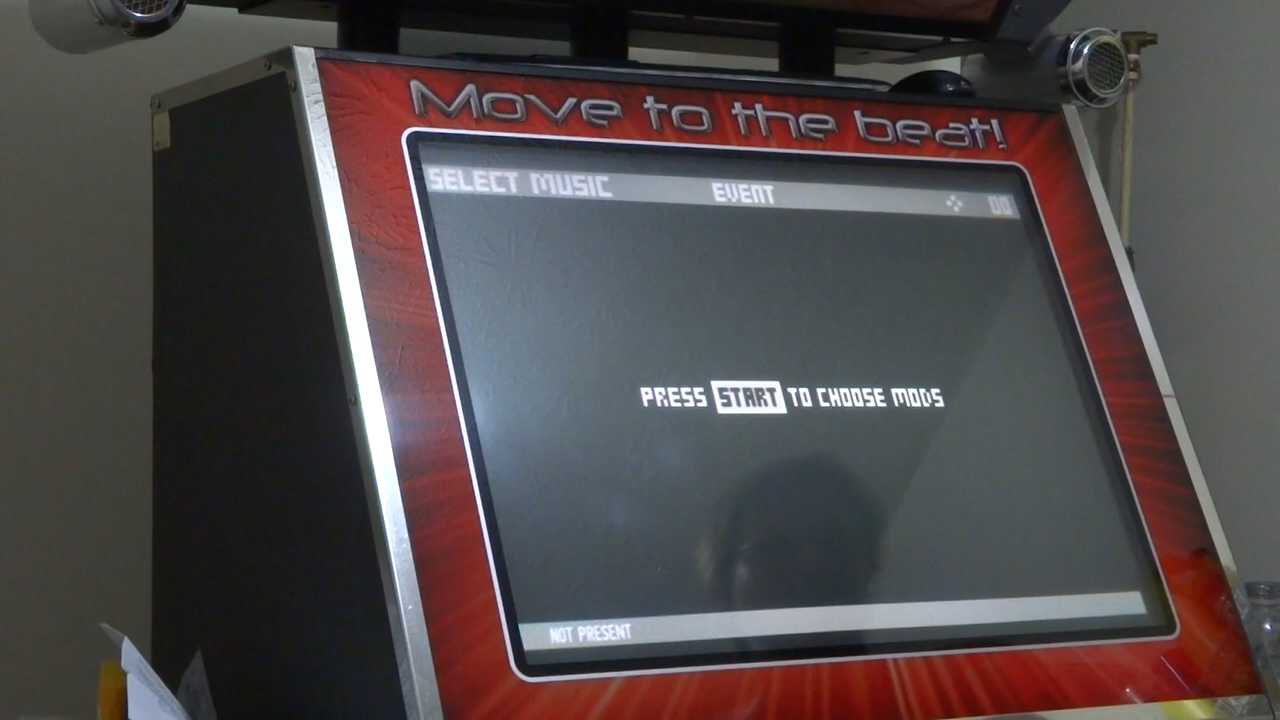 Move to the beat!
SELECT MUSIC EVENT 00
PRESS START TO CHOOSE MODS
NOT PRESENT